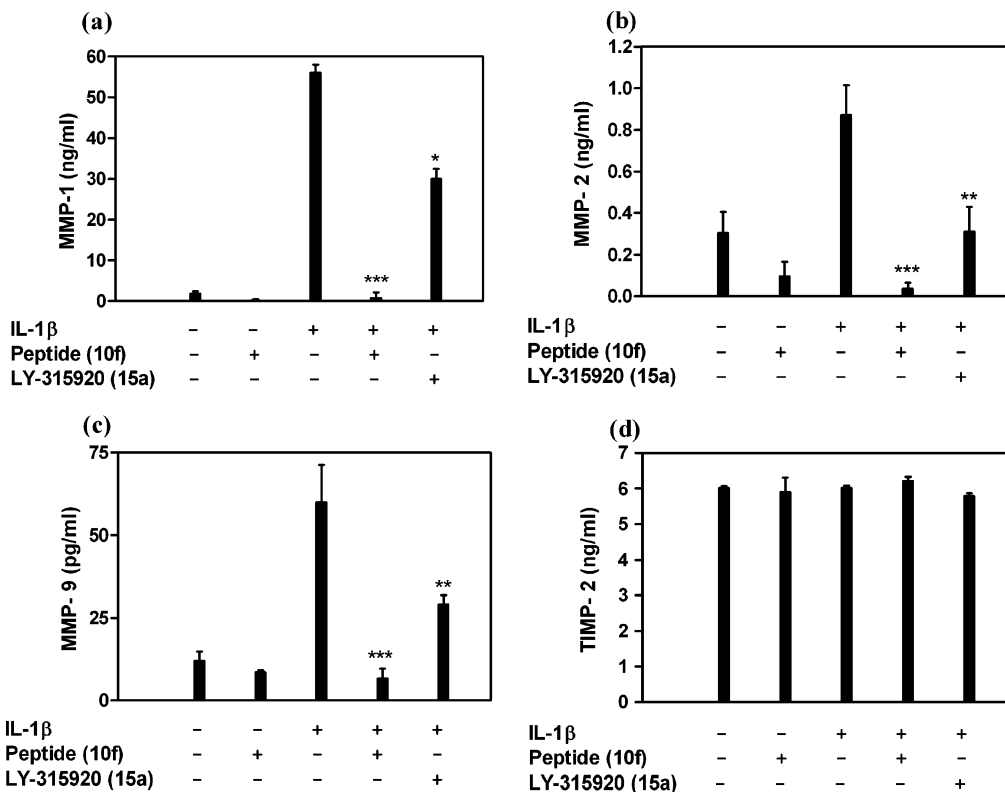 (a)
60
50
40
30
20
10
0
MMP-1 (ng/ml)
*
***
IL-1β – – + + +
Peptide (10f) – + – + –
LY-315920 (15a) – – – – +
(b)
1.2
1.0
0.8
0.6
0.4
0.2
0.0
MMP- 2 (ng/ml)
**
***
IL-1β – – + + +
Peptide (10f) – + – + –
LY-315920 (15a) – – – – +
(c)
75
50
25
0
MMP- 9 (pg/ml)
**
***
IL-1β – – + + +
Peptide (10f) – + – + –
LY-315920 (15a) – – – – +
(d)
7
6
5
4
3
2
1
0
TIMP- 2 (ng/ml)
IL-1β – – + + +
Peptide (10f) – + – + –
LY-315920 (15a) – – – – +